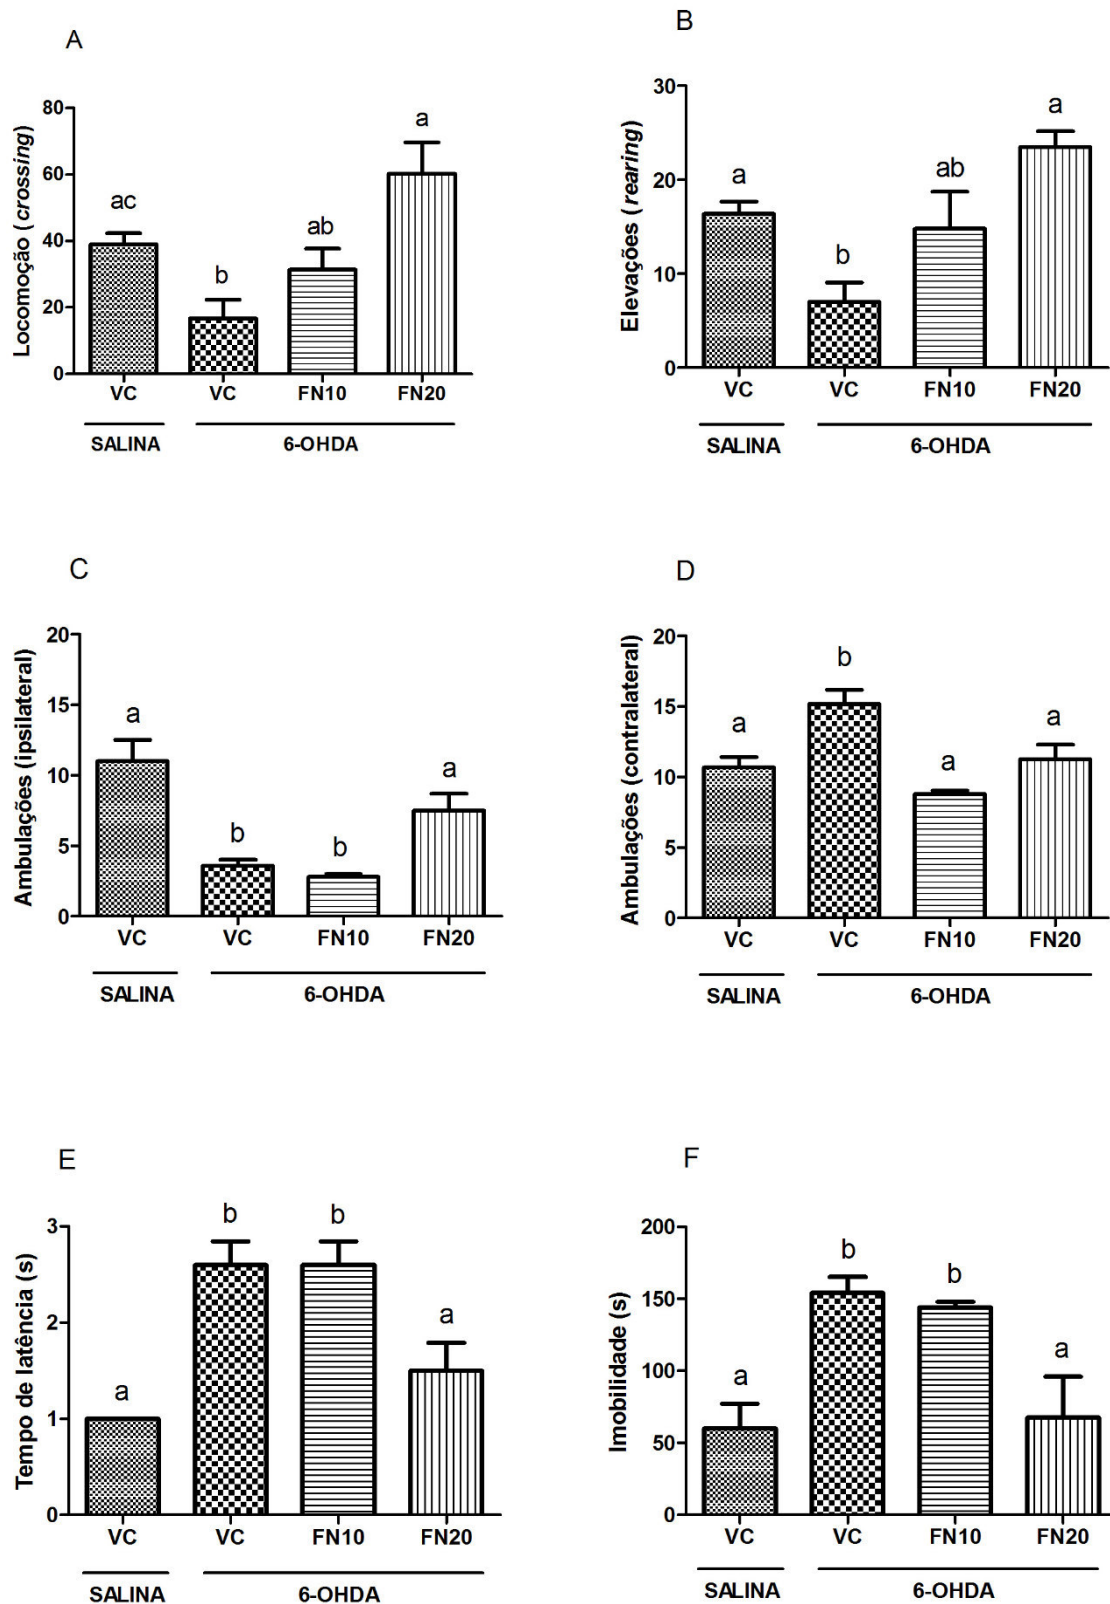 A
Locomoção (crossing)
80
60
40
20
0
ac
b
ab
a
VC
VC
FN10
FN20
SALINA
6-OHDA
B
Elevações (rearing)
30
20
10
0
a
b
ab
a
VC
VC
FN10
FN20
SALINA
6-OHDA
C
Ambulações (ipsilateral)
20
15
10
5
0
a
b
b
a
VC
VC
FN10
FN20
SALINA
6-OHDA
D
Ambulações (contralateral)
20
15
10
5
0
a
b
a
a
VC
VC
FN10
FN20
SALINA
6-OHDA
E
Tempo de latência (s)
3
2
1
0
a
b
b
a
VC
VC
FN10
FN20
SALINA
6-OHDA
F
Imobilidade (s)
200
150
100
50
0
a
b
b
a
VC
VC
FN10
FN20
SALINA
6-OHDA